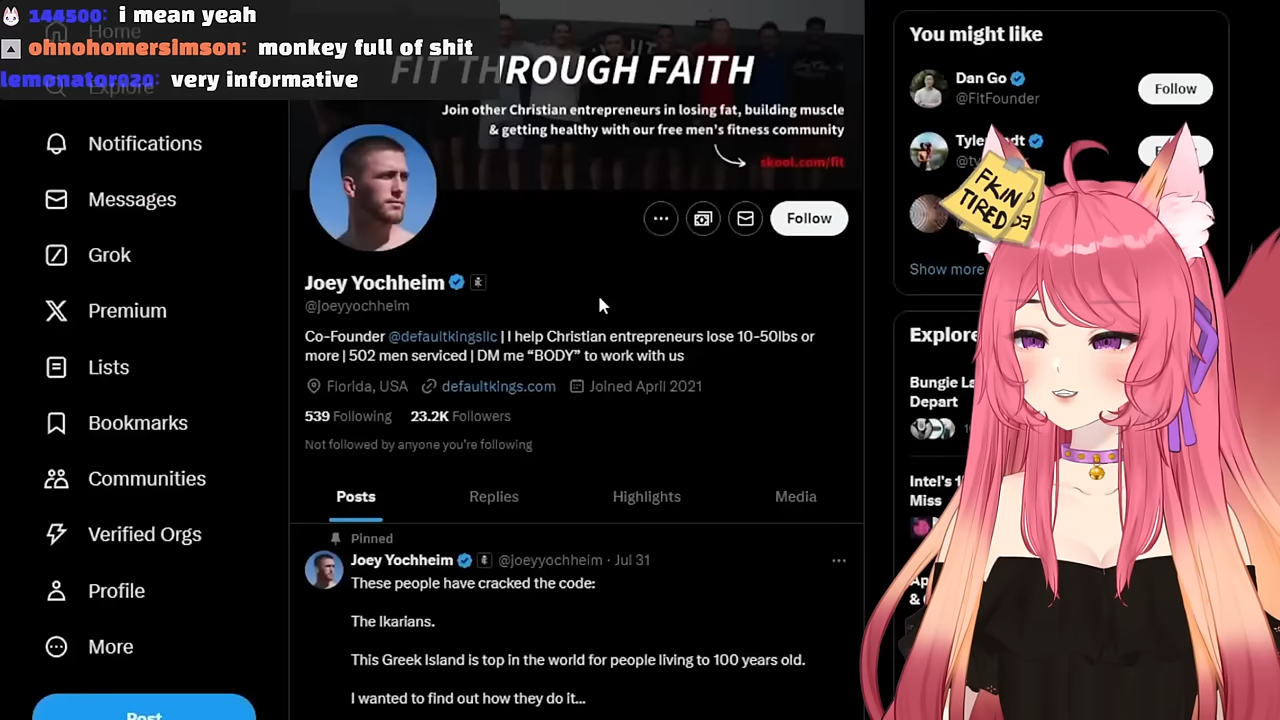 144500: i mean yeah
ohnohomersimson: monkey full of shit
lemonator020: very informative
Home
Explore
Notifications
Messages
Grok
Premium
Lists
Bookmarks
Communities
Verified Orgs
Profile
More
Post
FIT THROUGH FAITH
Join other Christian entrepreneurs in losing fat, building muscle
& getting healthy with our free men's fitness community
skool.com/fit
Follow
Joey Yochheim
@joeyyochheim
Co-Founder @defaultkingsllc | I help Christian entrepreneurs lose 10-50lbs or
more | 502 men serviced | DM me “BODY” to work with us
Florida, USA defaultkings.com Joined April 2021
539 Following 23.2K Followers
Not followed by anyone you're following
Posts Replies Highlights Media
Pinned
Joey Yochheim @joeyyochheim · Jul 31
These people have cracked the code:
The Ikarians.
This Greek Island is top in the world for people living to 100 years old.
I wanted to find out how they do it...
You might like
Dan Go
@FitFounder
Follow
Show more
FKIN
TIRED
Explore
Bungie La
Depart
Intel's 1
Miss